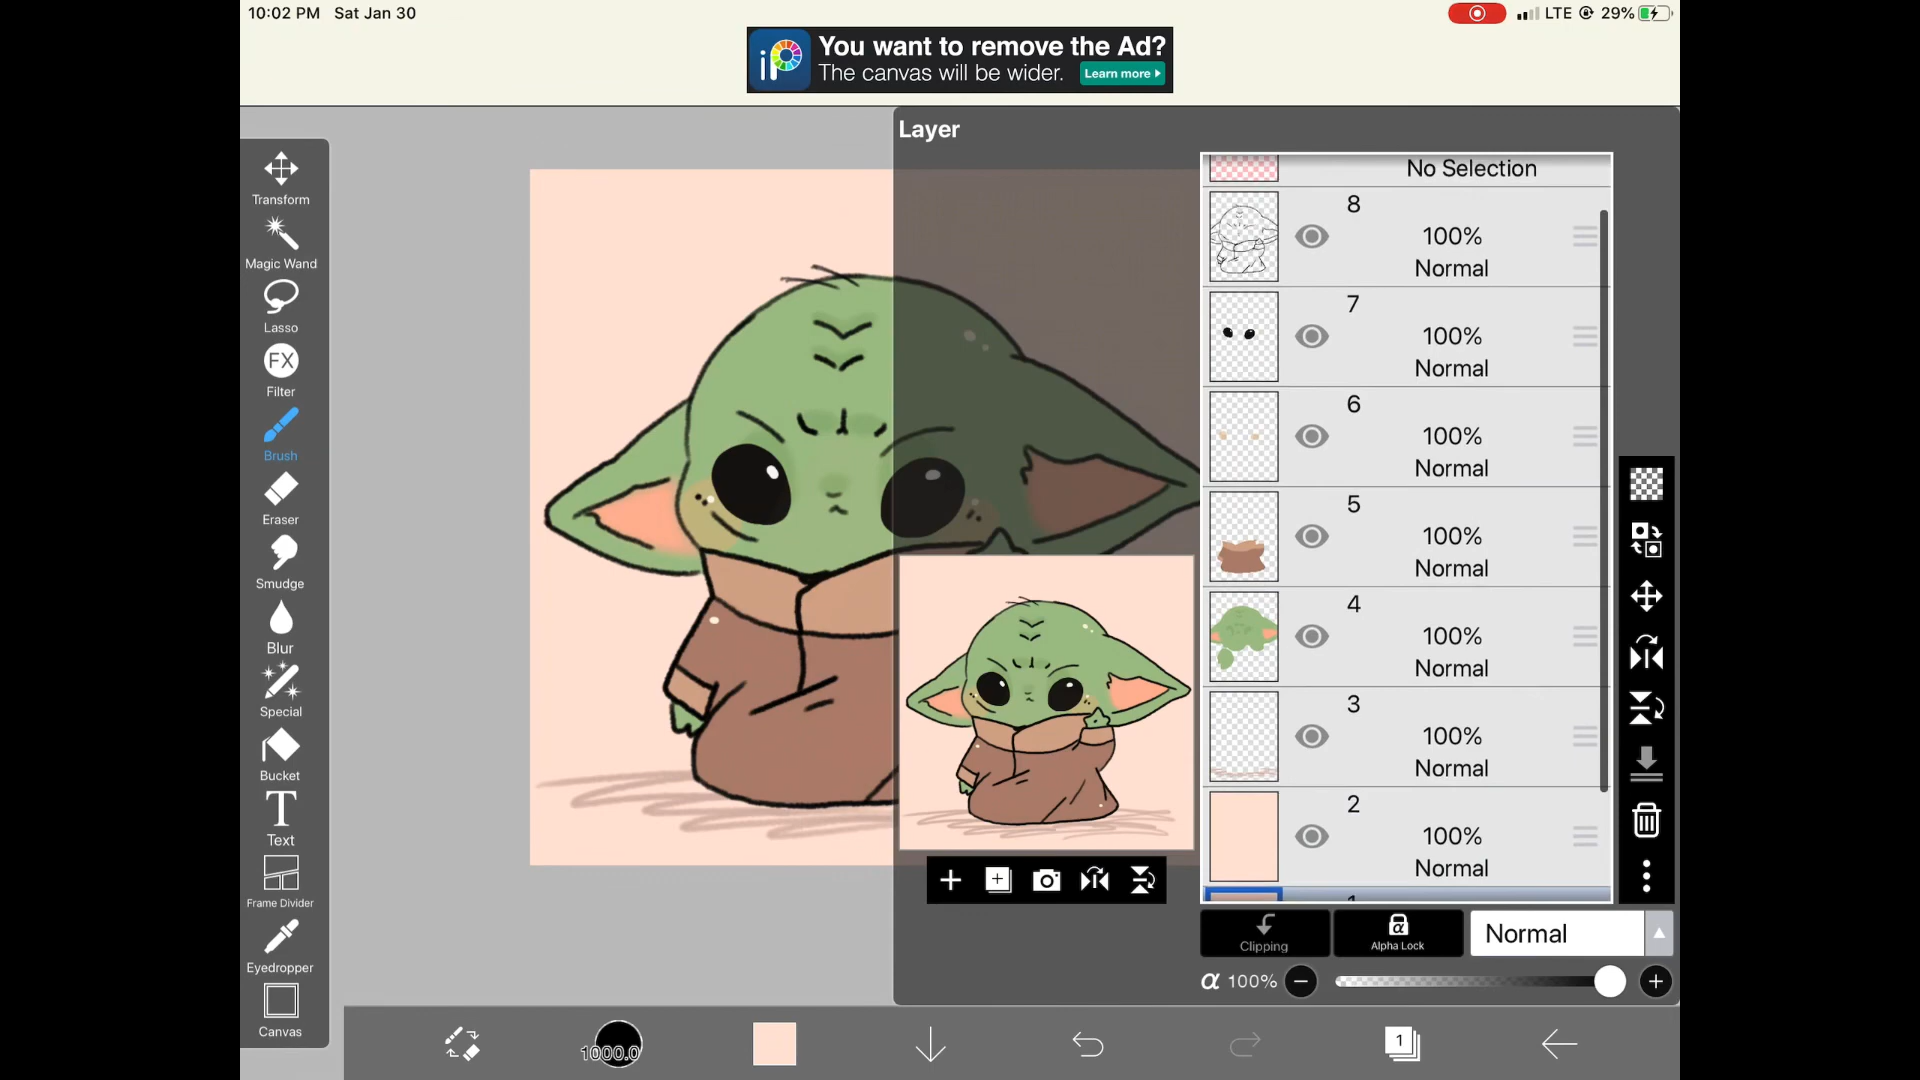 10:02 PM Sat Jan 30
LTE 29%
iP
You want to remove the Ad?
The canvas will be wider. Learn more
Layer
Transform
Magic Wand
Lasso
FX
Filter
Brush
Eraser
Smudge
Blur
Special
Bucket
T
Text
Frame Divider
Eyedropper
Canvas
No Selection
8
100%
Normal
7
100%
Normal
6
100%
Normal
5
100%
Normal
4
100%
Normal
3
100%
Normal
2
100%
Normal
Clipping
α
Alpha Lock
Normal
α 100%
1000.0
1